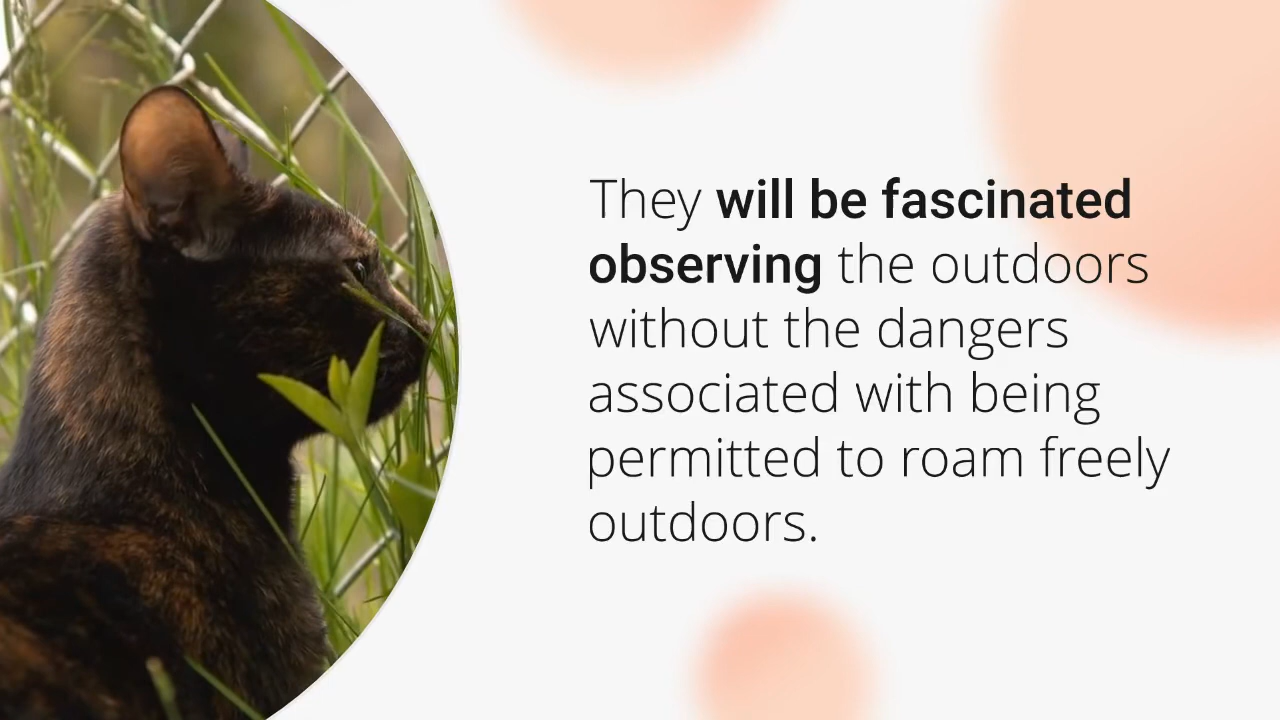 They will be fascinated
observing the outdoors
without the dangers
associated with being
permitted to roam freely
outdoors.